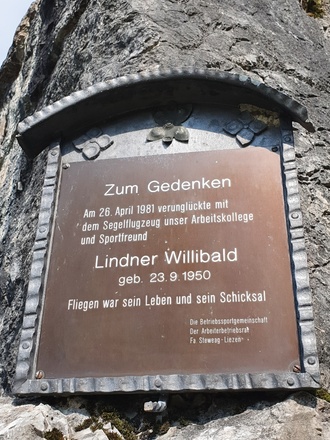 Zum Gedenken
Am 26. April 1981 verunglückte mit
dem Segelflugzeug unser Arbeitskollege
und Sportfreund
Lindner Willibald
geb. 23.9.1950
Fliegen war sein Leben und sein Schicksal
Die Betriebssportgemeinschaft
Der Arbeiterbetriebsrat
Fa Steweag-Liezen